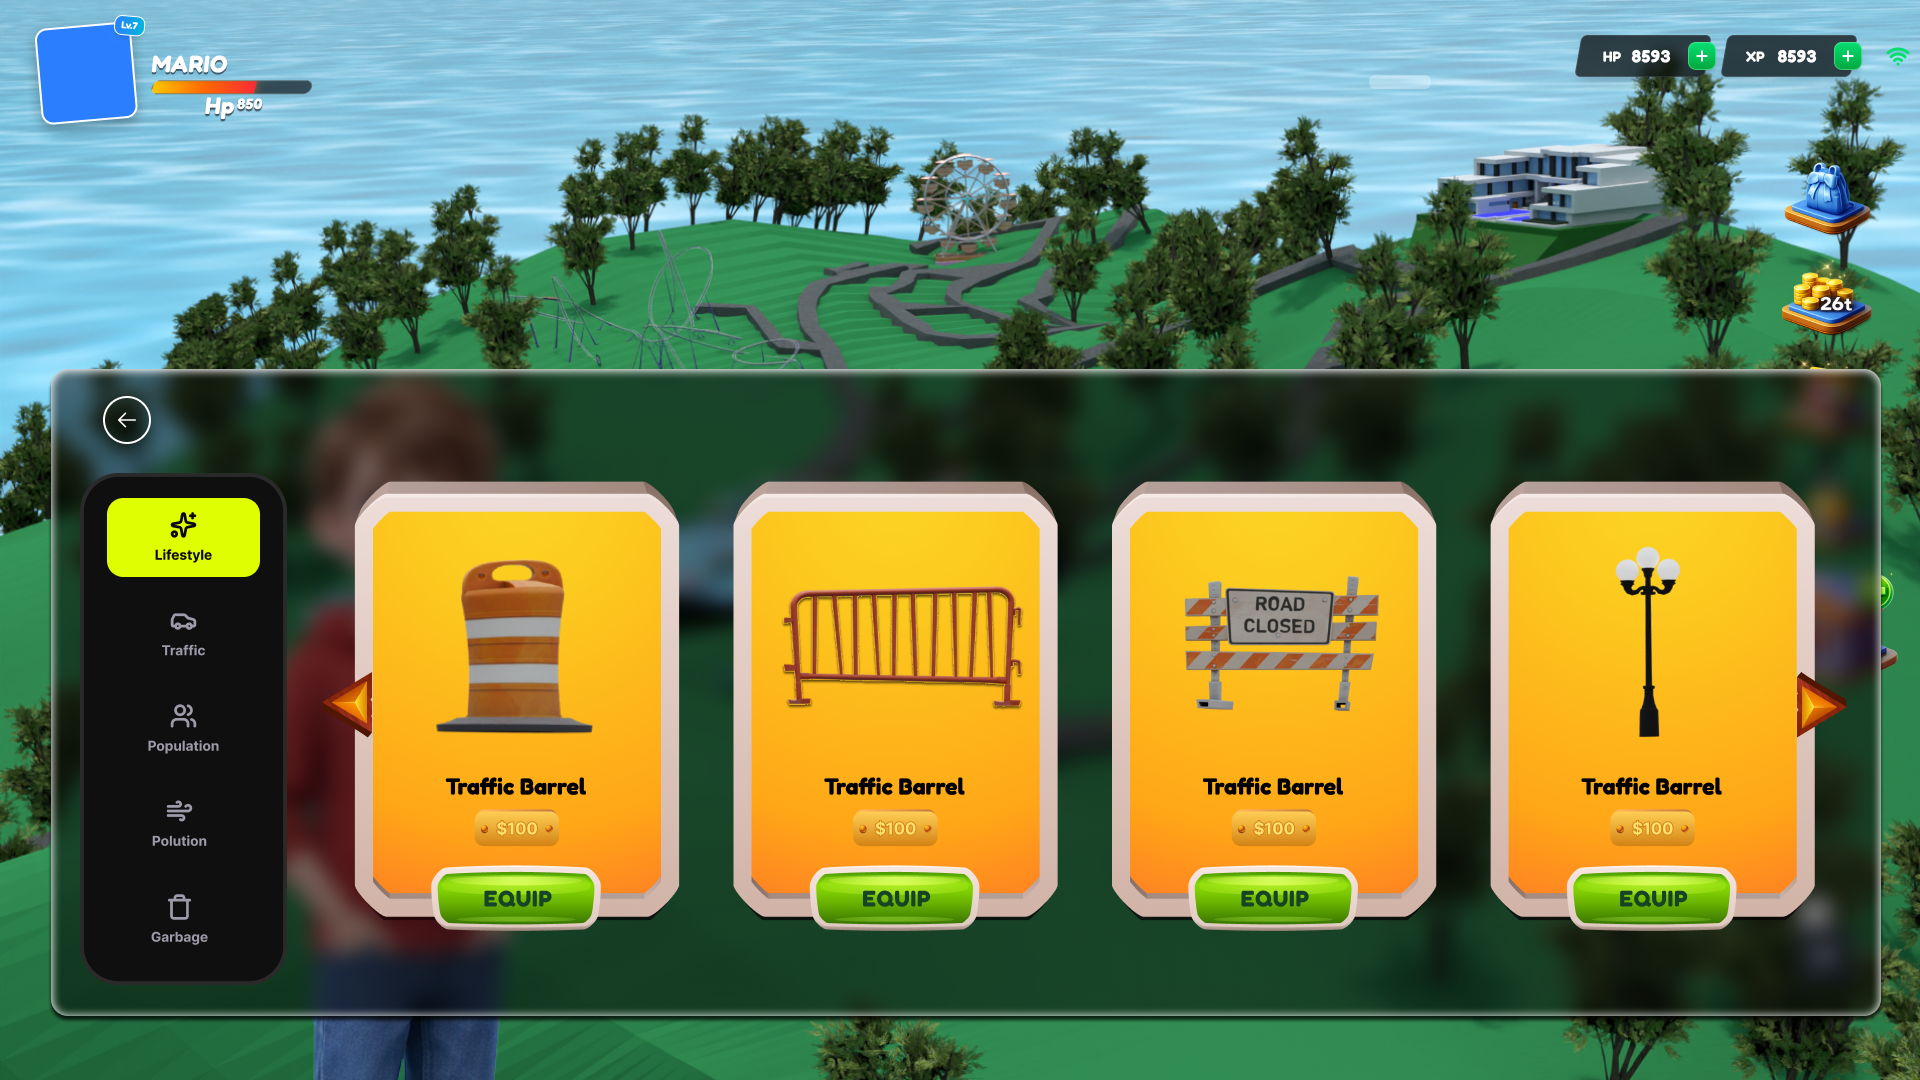 Lv.7
MARIO
Hp 850
HP 8593
XP 8593
26t
Lifestyle
Traffic
Population
Polution
Garbage
Traffic Barrel
$100
EQUIP
Traffic Barrel
$100
EQUIP
ROAD
CLOSED
Traffic Barrel
$100
EQUIP
Traffic Barrel
$100
EQUIP